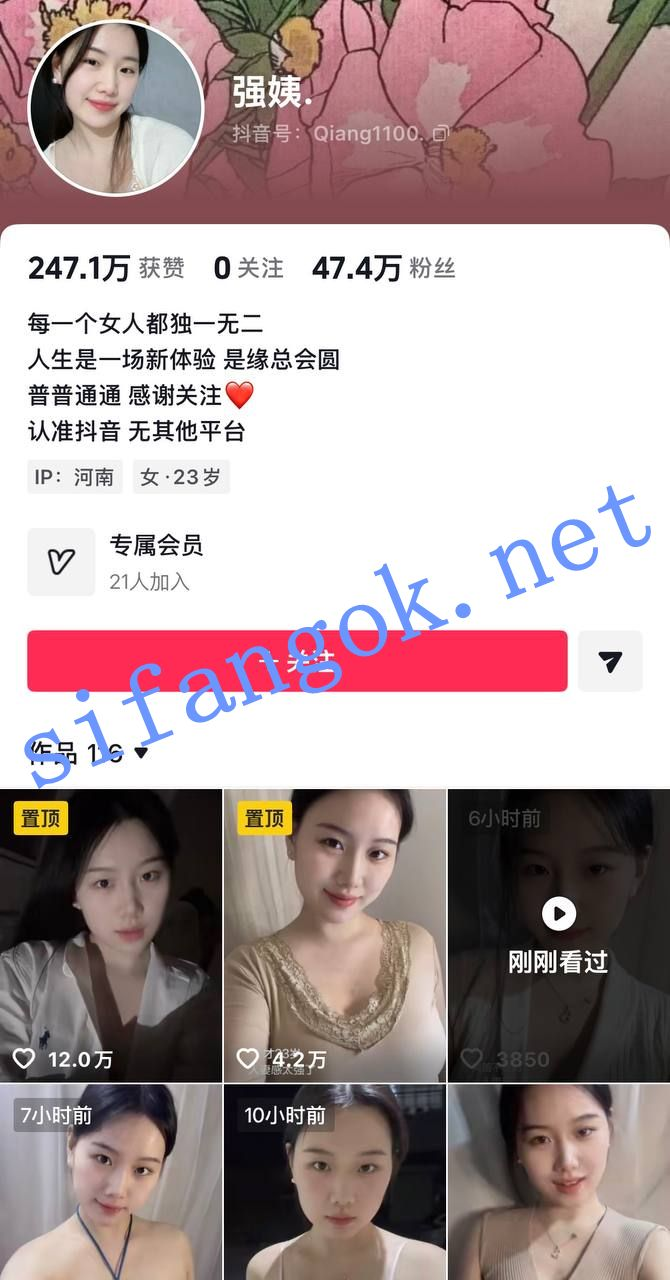 强姨.
抖音号：Qiang1100.
247.1万 获赞 0 关注 47.4万 粉丝
每一个女人都独一无二
人生是一场新体验 是缘总会圆
普普通通 感谢关注❤️
认准抖音 无其他平台
IP：河南 女·23岁
专属会员
21人加入
+ 关注
sifangok.net
作品
置顶 置顶 6小时前
刚刚看过
12.0万 4.2万 3850
7小时前 10小时前